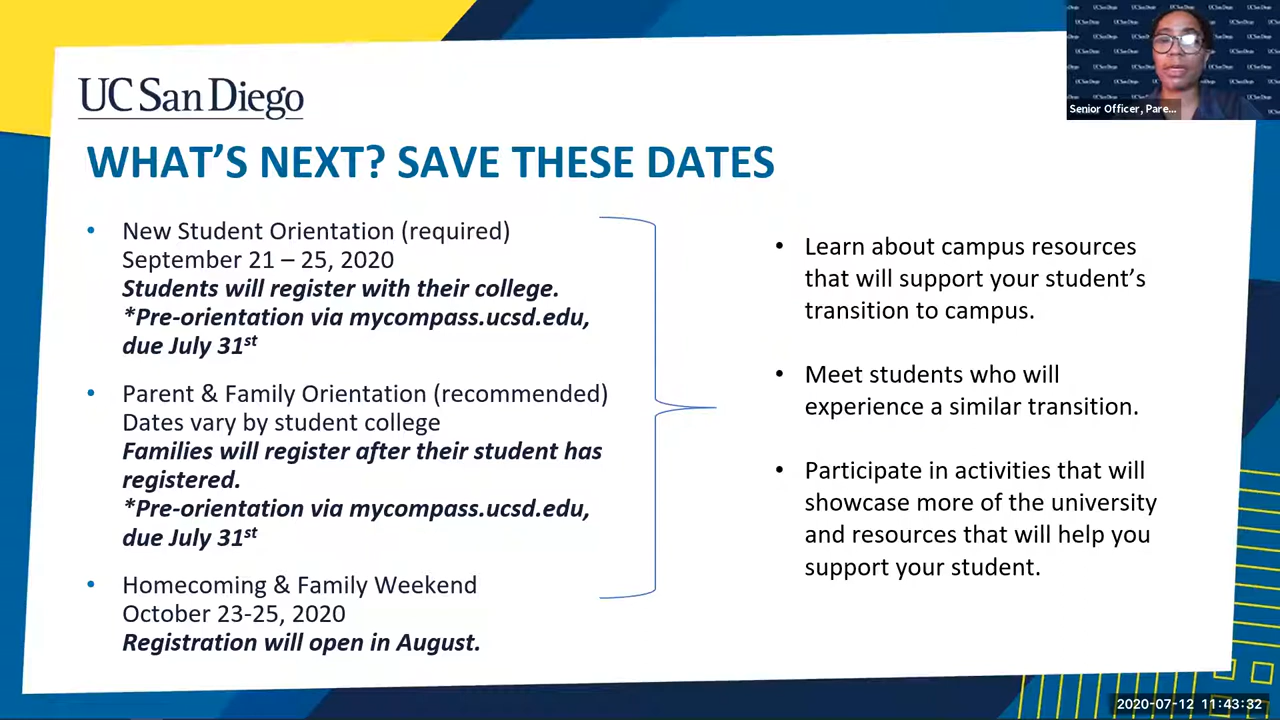 UC San Diego
WHAT'S NEXT? SAVE THESE DATES
• New Student Orientation (required)
September 21 – 25, 2020
Students will register with their college.
*Pre-orientation via mycompass.ucsd.edu,
due July 31st
• Parent & Family Orientation (recommended)
Dates vary by student college
Families will register after their student has
registered.
*Pre-orientation via mycompass.ucsd.edu,
due July 31st
• Homecoming & Family Weekend
October 23-25, 2020
Registration will open in August.
• Learn about campus resources
that will support your student's
transition to campus.
• Meet students who will
experience a similar transition.
• Participate in activities that will
showcase more of the university
and resources that will help you
support your student.
Senior Officer, Pare...
2020-07-12 11:43:32